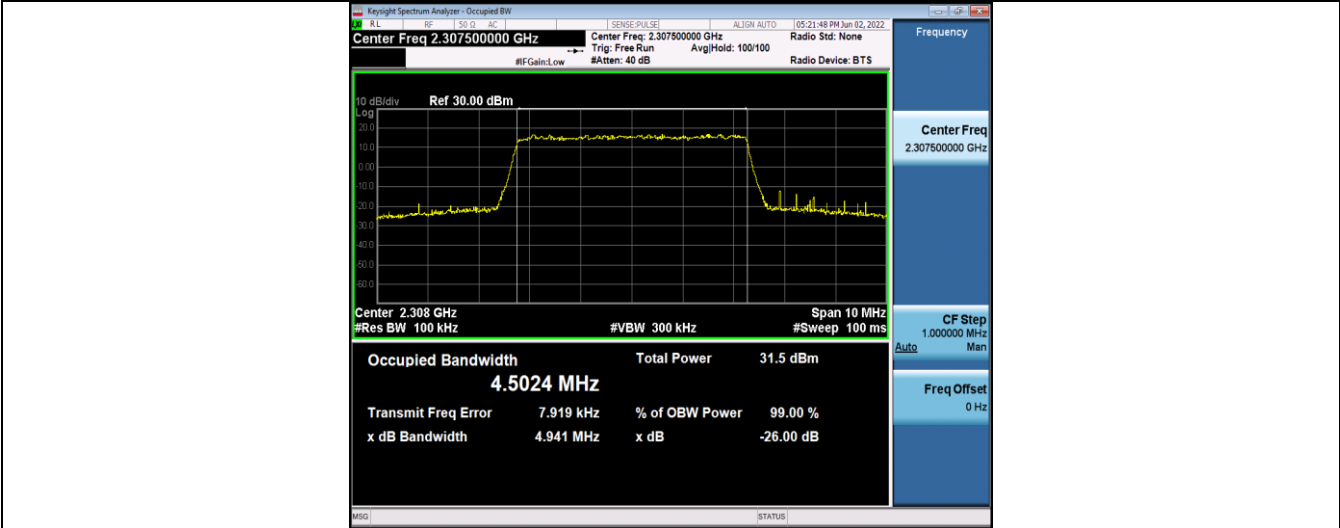 Keysight Spectrum Analyzer - Occupied BW
LXI RL RF 50 Ω AC SENSE:PULSE ALIGN AUTO 05:21:48 PM Jun 02, 2022
Center Freq 2.307500000 GHz
Center Freq: 2.307500000 GHz Radio Std: None
Trig: Free Run Avg|Hold: 100/100
#IFGain:Low #Atten: 40 dB Radio Device: BTS
Frequency
10 dB/div Ref 30.00 dBm
Log
20.0
10.0
0.00
-10.0
-20.0
-30.0
-40.0
-50.0
-60.0
Center Freq
2.307500000 GHz
Center 2.308 GHz Span 10 MHz
#Res BW 100 kHz #VBW 300 kHz #Sweep 100 ms
CF Step
1.000000 MHz
Auto Man
Occupied Bandwidth Total Power 31.5 dBm
4.5024 MHz
Transmit Freq Error 7.919 kHz % of OBW Power 99.00 %
x dB Bandwidth 4.941 MHz x dB -26.00 dB
Freq Offset
0 Hz
MSG STATUS